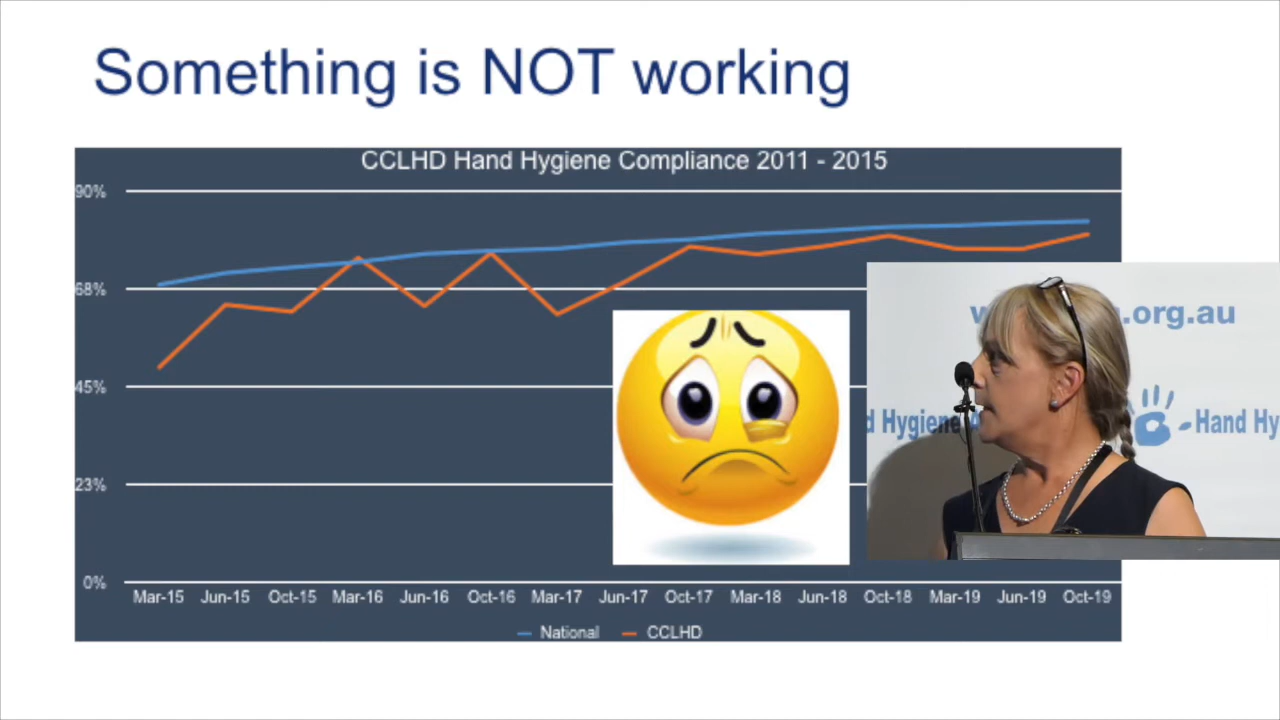 Something is NOT working
CCLHD Hand Hygiene Compliance 2011 - 2015
90%
68%
45%
23%
0%
Mar-15 Jun-15 Oct-15 Mar-16 Jun-16 Oct-16 Mar-17 Jun-17 Oct-17 Mar-18 Jun-18 Oct-18 Mar-19 Jun-19 Oct-19
National CCLHD
.org.au
Hygiene
-Hand Hy